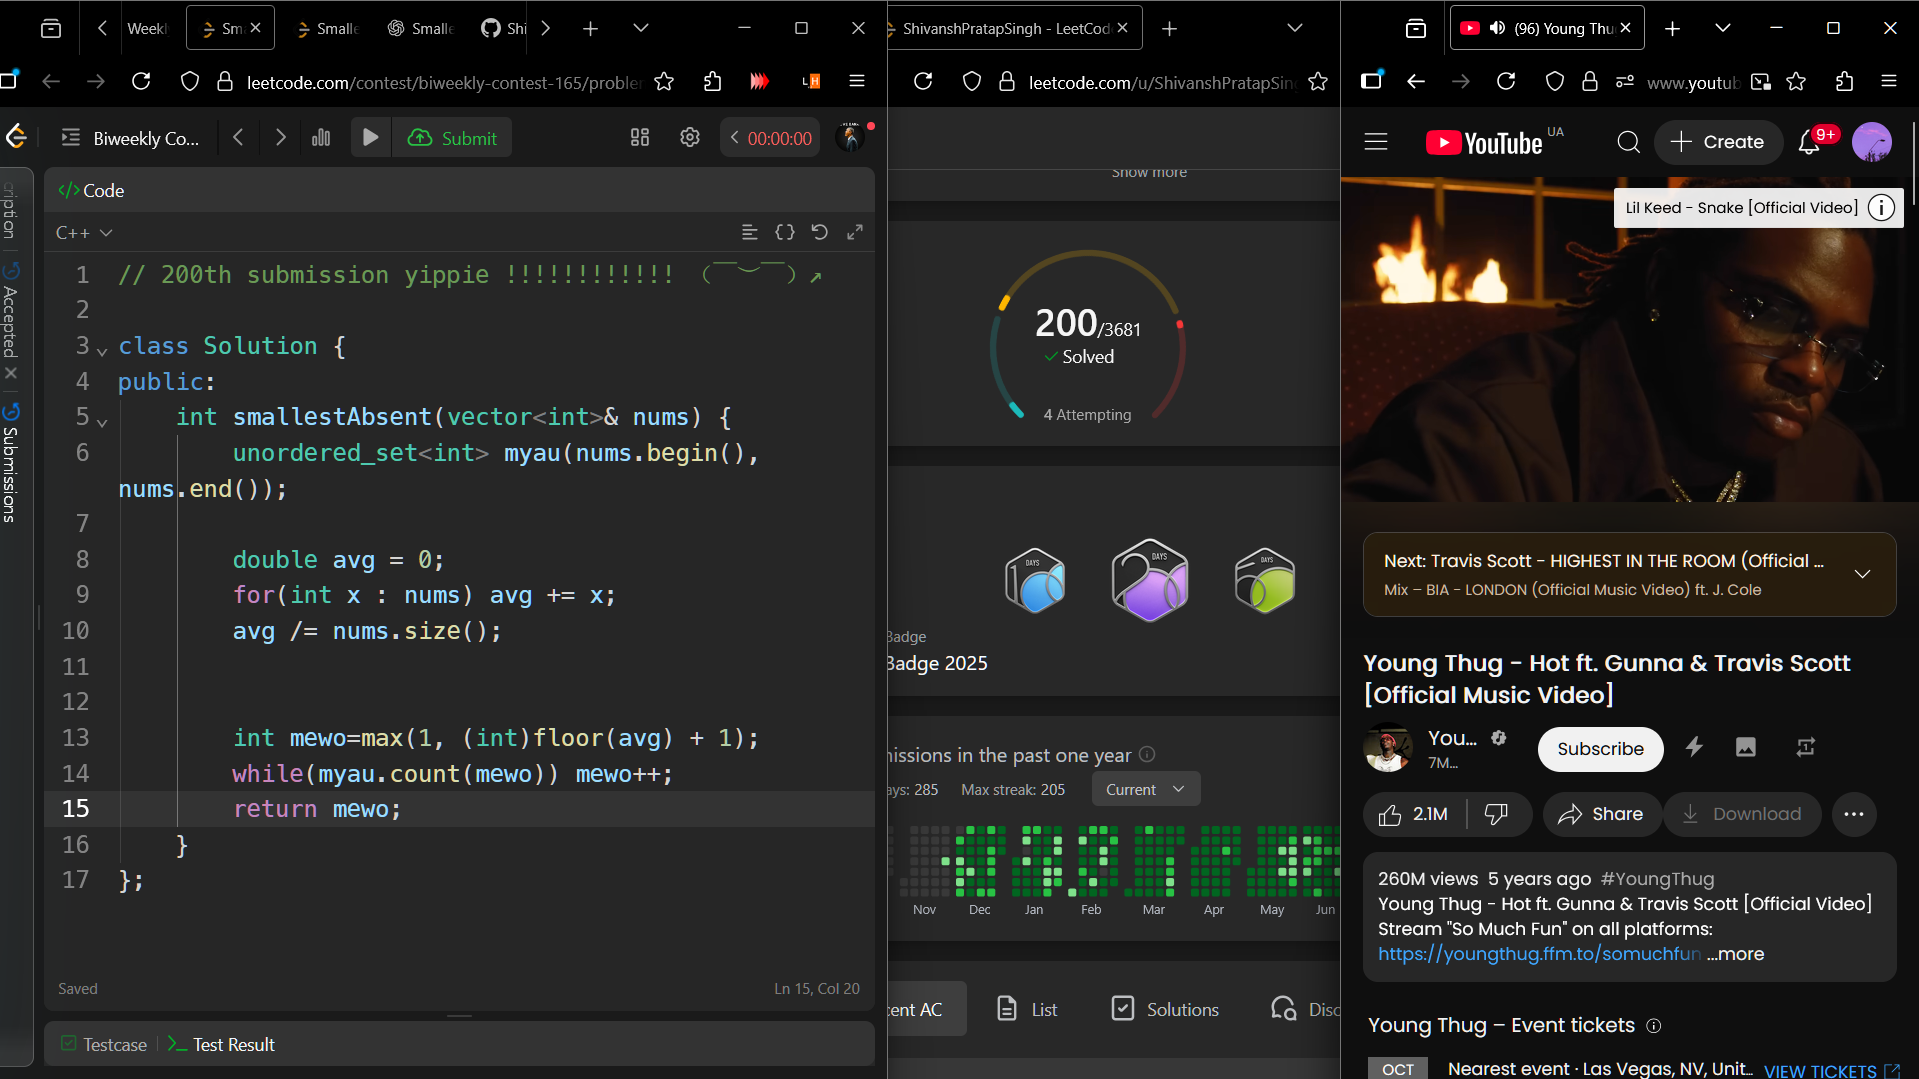 Weekl
Sm
Smalle
Smalle
Shi
leetcode.com/contest/biweekly-contest-165/probler
Biweekly Co...
Submit
00:00:00
</> Code
C++
ription
Accepted
Submissions
1 // 200th submission yippie !!!!!!!!!!!! (￣︶￣)↗
2
3 class Solution {
4 public:
5 int smallestAbsent(vector<int>& nums) {
6 unordered_set<int> myau(nums.begin(),
nums.end());
7
8 double avg = 0;
9 for(int x : nums) avg += x;
10 avg /= nums.size();
11
12
13 int mewo=max(1, (int)floor(avg) + 1);
14 while(myau.count(mewo)) mewo++;
15 return mewo;
16 }
17 };
Saved
Ln 15, Col 20
Testcase
Test Result
ShivanshPratapSingh - LeetCod
leetcode.com/u/ShivanshPratapSin
Show more
200/3681
Solved
4 Attempting
DAYS
100
DAYS
200
DAYS
50
Badge
Badge 2025
issions in the past one year
ays: 285 Max streak: 205 Current
Nov Dec Jan Feb Mar Apr May Jun
ent AC
List
Solutions
Disc
(96) Young Thu
www.youtub
YouTube UA
Create
9+
Lil Keed - Snake [Official Video]
Next: Travis Scott - HIGHEST IN THE ROOM (Official ...
Mix – BIA - LONDON (Official Music Video) ft. J. Cole
Young Thug - Hot ft. Gunna & Travis Scott
[Official Music Video]
You...
7M...
Subscribe
2.1M
Share
Download
260M views 5 years ago #YoungThug
Young Thug - Hot ft. Gunna & Travis Scott [Official Video]
Stream "So Much Fun" on all platforms:
https://youngthug.ffm.to/somuchfun ...more
Young Thug – Event tickets
OCT
Nearest event · Las Vegas, NV, Unit...
VIEW TICKETS